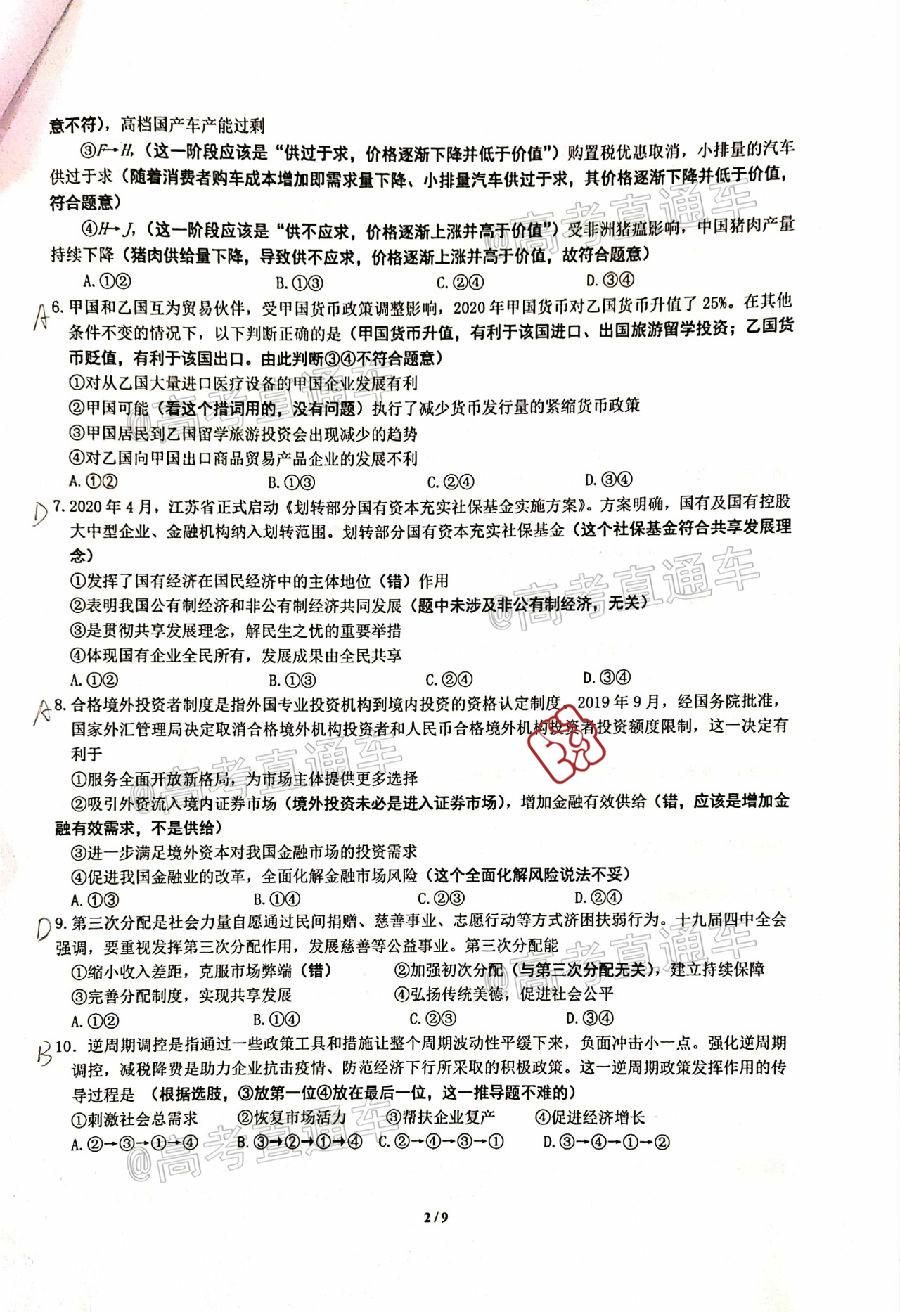 意不符)，高档国产车产能过剩
③F→H，(这一阶段应该是“供过于求，价格逐渐下降并低于价值”) 购置税优惠取消，小排量的汽车
供过于求 (随着消费者购车成本增加即需求量下降、小排量汽车供过于求，其价格逐渐下降并低于价值，
符合题意)
④H→J，(这一阶段应该是“供不应求，价格逐渐上涨并高于价值”) 受非洲猪瘟影响，中国猪肉产量
持续下降 (猪肉供给量下降，导致供不应求，价格逐渐上涨并高于价值，故符合题意)
A.①② B.①③ C.②④ D.③④
A 6.甲国和乙国互为贸易伙伴，受甲国货币政策调整影响，2020年甲国货币对乙国货币升值了25%。在其他
条件不变的情况下，以下判断正确的是 (甲国货币升值，有利于该国进口、出国旅游留学投资；乙国货
币贬值，有利于该国出口。由此判断③④不符合题意)
①对从乙国大量进口医疗设备的甲国企业发展有利
②甲国可能 (看这个措词用的，没有问题) 执行了减少货币发行量的紧缩货币政策
③甲国居民到乙国留学旅游投资会出现减少的趋势
④对乙国向甲国出口商品贸易产品企业的发展不利
A.①② B.①③ C.②④ D.③④
D 7.2020年4月，江苏省正式启动《划转部分国有资本充实社保基金实施方案》。方案明确，国有及国有控股
大中型企业、金融机构纳入划转范围。划转部分国有资本充实社保基金 (这个社保基金符合共享发展理
念)
①发挥了国有经济在国民经济中的主体地位 (错) 作用
②表明我国公有制经济和非公有制经济共同发展 (题中未涉及非公有制经济，无关)
③是贯彻共享发展理念，解民生之忧的重要举措
④体现国有企业全民所有，发展成果由全民共享
A.①② B.①③ C.②④ D.③④
A 8.合格境外投资者制度是指外国专业投资机构到境内投资的资格认定制度。2019年9月，经国务院批准，
国家外汇管理局决定取消合格境外机构投资者和人民币合格境外机构投资者投资额度限制，这一决定有
利于
①服务全面开放新格局，为市场主体提供更多选择
②吸引外资流入境内证券市场 (境外投资未必是进入证券市场)，增加金融有效供给 (错，应该是增加金
融有效需求，不是供给)
③进一步满足境外资本对我国金融市场的投资需求
④促进我国金融业的改革，全面化解金融市场风险 (这个全面化解风险说法不妥)
A.①③ B.①④ C.②③ D.②④
D 9.第三次分配是社会力量自愿通过民间捐赠、慈善事业、志愿行动等方式济困扶弱行为。十九届四中全会
强调，要重视发挥第三次分配作用，发展慈善等公益事业。第三次分配能
①缩小收入差距，克服市场弊端 (错) ②加强初次分配 (与第三次分配无关)，建立持续保障
③完善分配制度，实现共享发展 ④弘扬传统美德，促进社会公平
A.①② B.①④ C.②③ D.③④
B 10．逆周期调控是指通过一些政策工具和措施让整个周期波动性平缓下来，负面冲击小一点。强化逆周期
调控，减税降费是助力企业抗击疫情、防范经济下行所采取的积极政策。这一逆周期政策发挥作用的传
导过程是 (根据选肢，③放第一位④放在最后一位，这一推导题不难的)
①刺激社会总需求 ②恢复市场活力 ③帮扶企业复产 ④促进经济增长
A.②→③→①→④ B.③→②→①→④ C.②→④→③→① D.③→④→①→②
2 / 9
@高考直通车
@高考直通车
@高考直通车
@高考直通车
@高考直通车
@高考直通车
@高考直通车